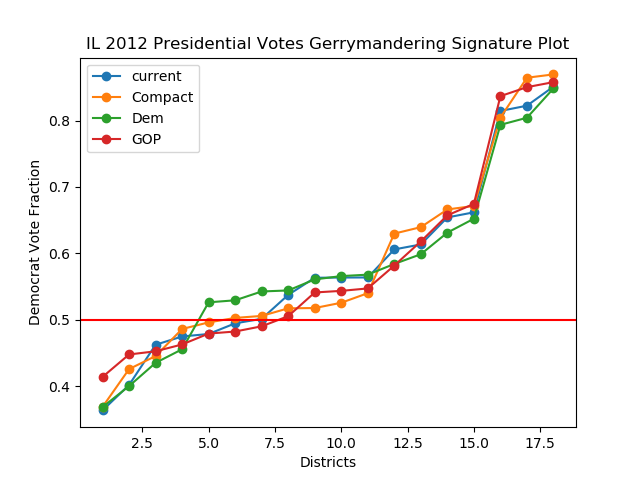 IL 2012 Presidential Votes Gerrymandering Signature Plot
current
Compact
Dem
GOP
Democrat Vote Fraction
0.8
0.7
0.6
0.5
0.4
2.5 5.0 7.5 10.0 12.5 15.0 17.5
Districts